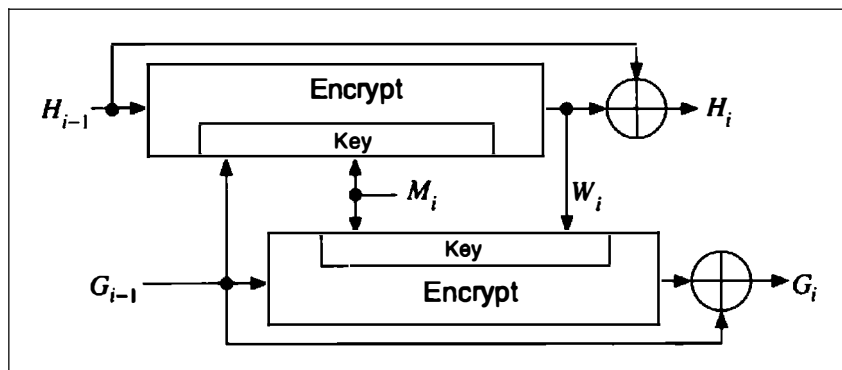 Encrypt
H_{i-1}
H_i
Key
M_i
W_i
Key
G_{i-1}
Encrypt
G_i